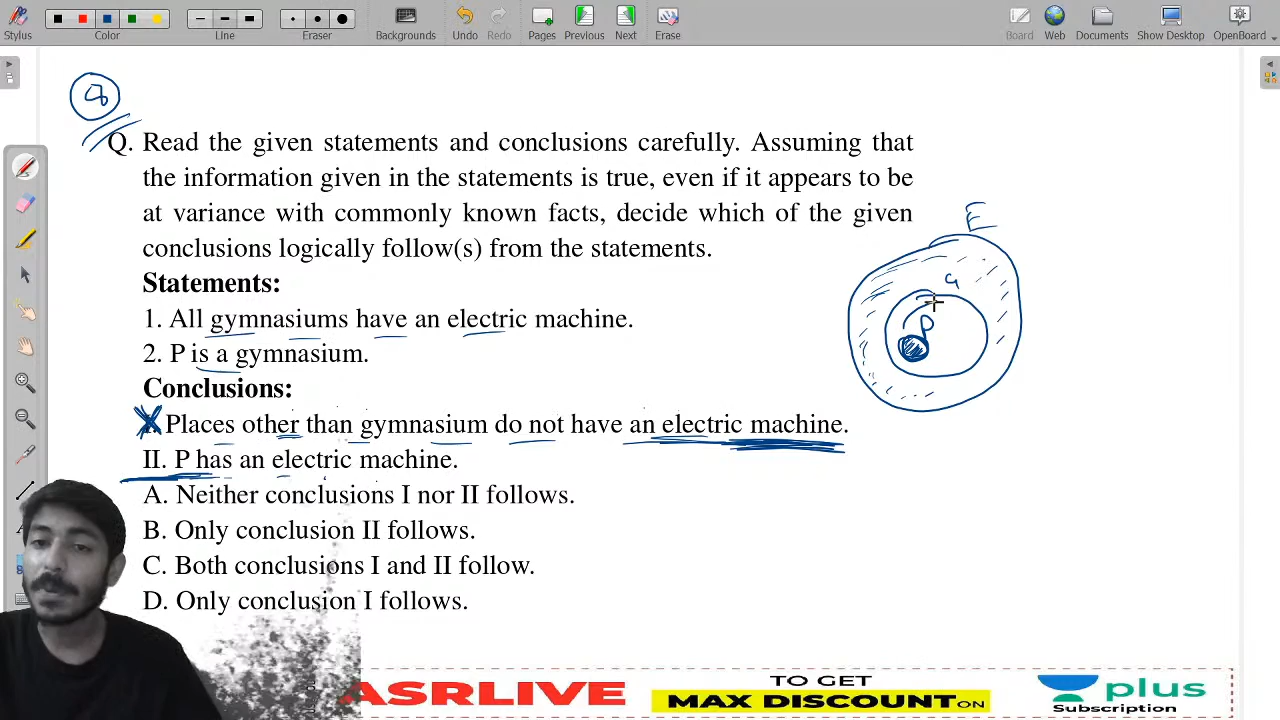 Stylus Color Line Eraser Backgrounds Undo Redo Pages Previous Next Erase Board Web Documents Show Desktop OpenBoard
Q. Read the given statements and conclusions carefully. Assuming that
the information given in the statements is true, even if it appears to be
at variance with commonly known facts, decide which of the given
conclusions logically follow(s) from the statements.
E
Statements:
G
1. All gymnasiums have an electric machine.
P
2. P is a gymnasium.
Conclusions:
I. Places other than gymnasium do not have an electric machine.
II. P has an electric machine.
A. Neither conclusions I nor II follows.
B. Only conclusion II follows.
C. Both conclusions I and II follow.
D. Only conclusion I follows.
ASRLIVE
TO GET
MAX DISCOUNT ON
plus
Subscription